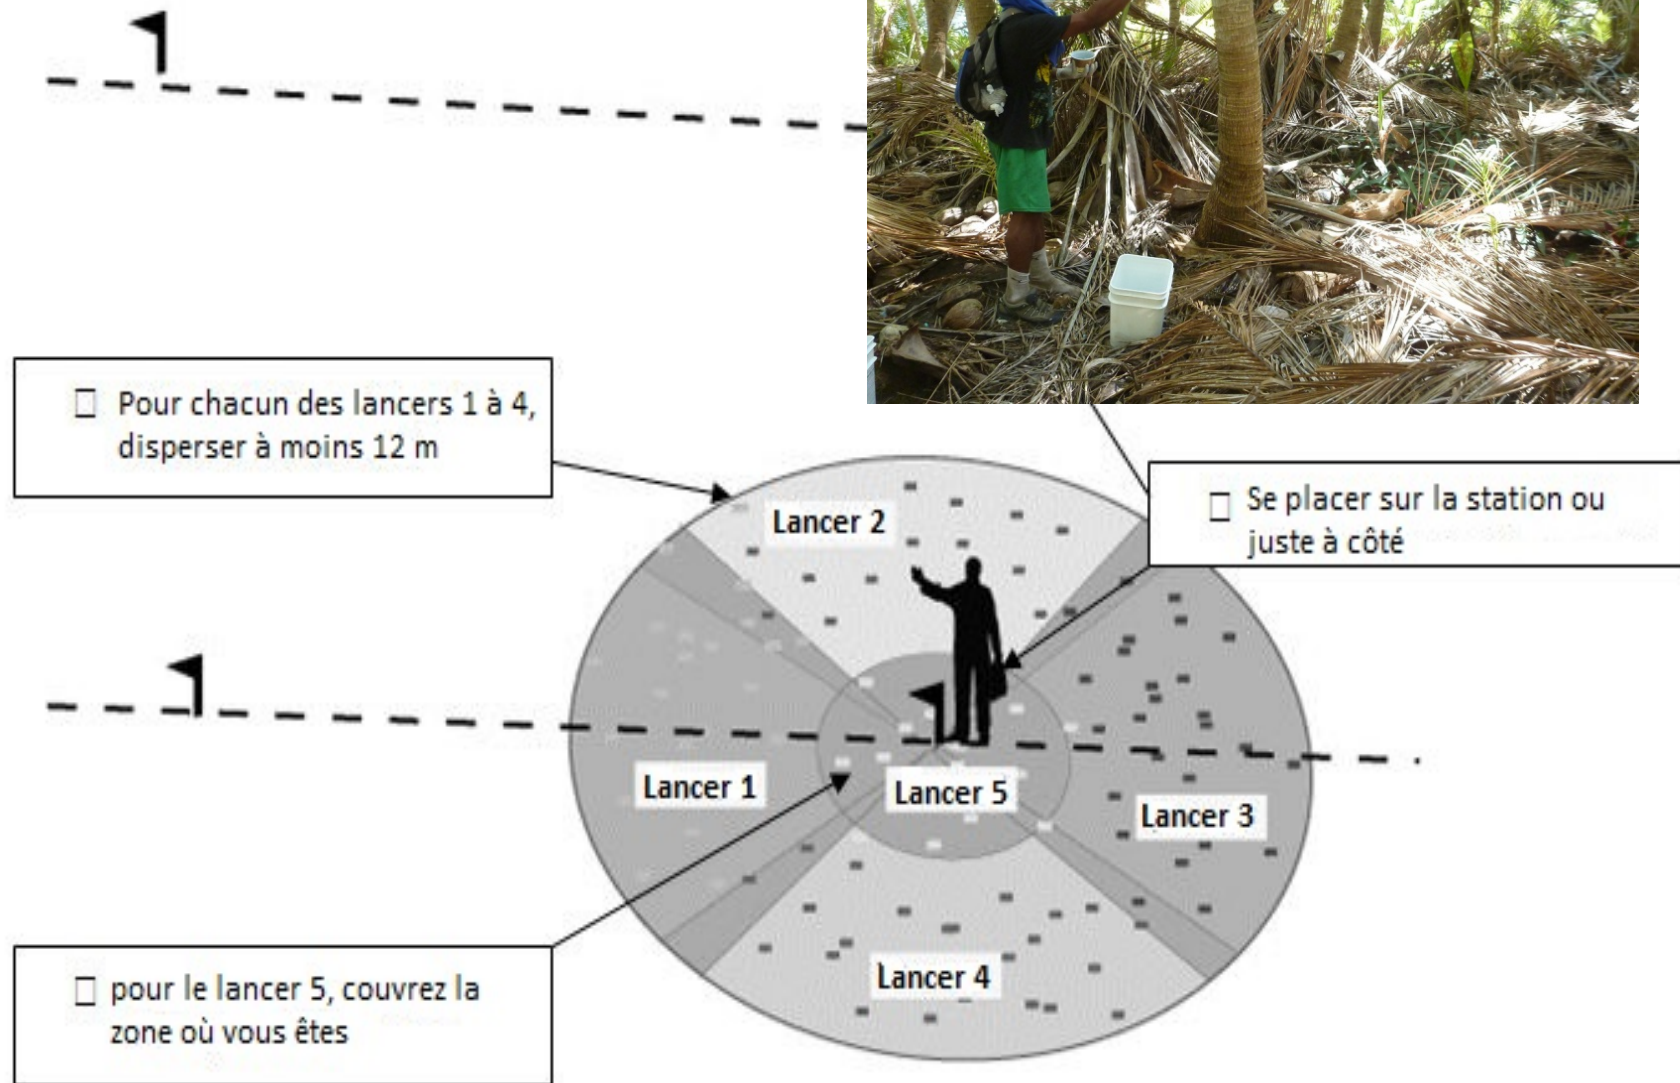 □ Pour chacun des lancers 1 à 4,
disperser à moins 12 m
□ Se placer sur la station ou
juste à côté
Lancer 2
Lancer 1
Lancer 5
Lancer 3
Lancer 4
□ pour le lancer 5, couvrez la
zone où vous êtes